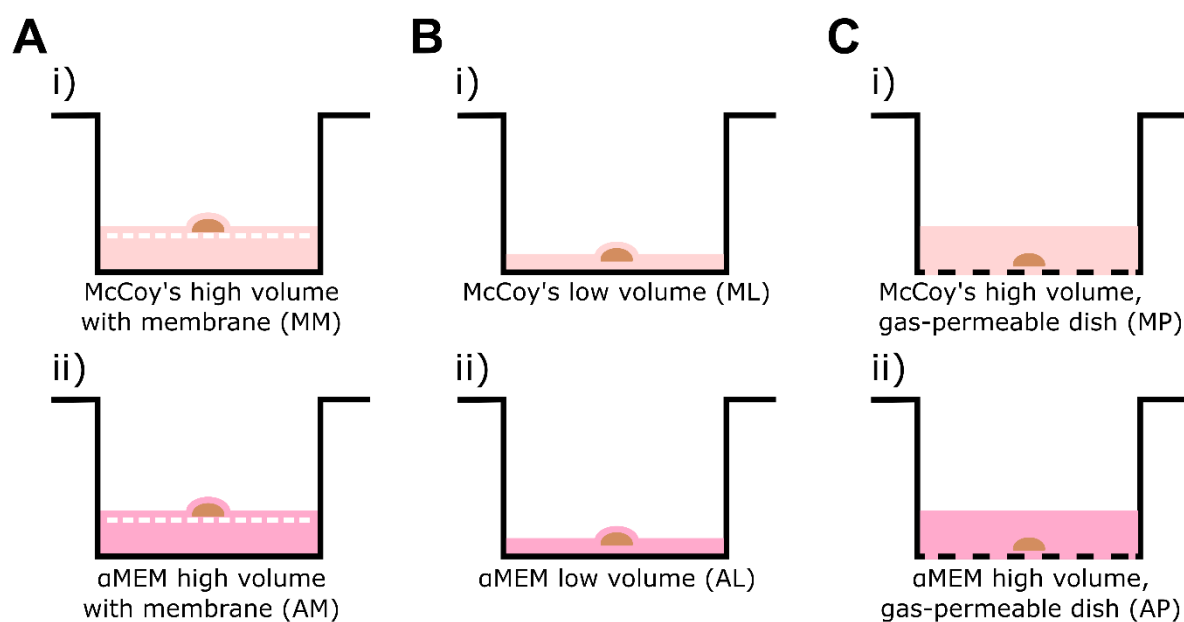 A
B
C
i)
i)
i)
McCoy's high volume
with membrane (MM)
McCoy's low volume (ML)
McCoy's high volume,
gas-permeable dish (MP)
ii)
ii)
ii)
αMEM high volume
with membrane (AM)
αMEM low volume (AL)
αMEM high volume,
gas-permeable dish (AP)